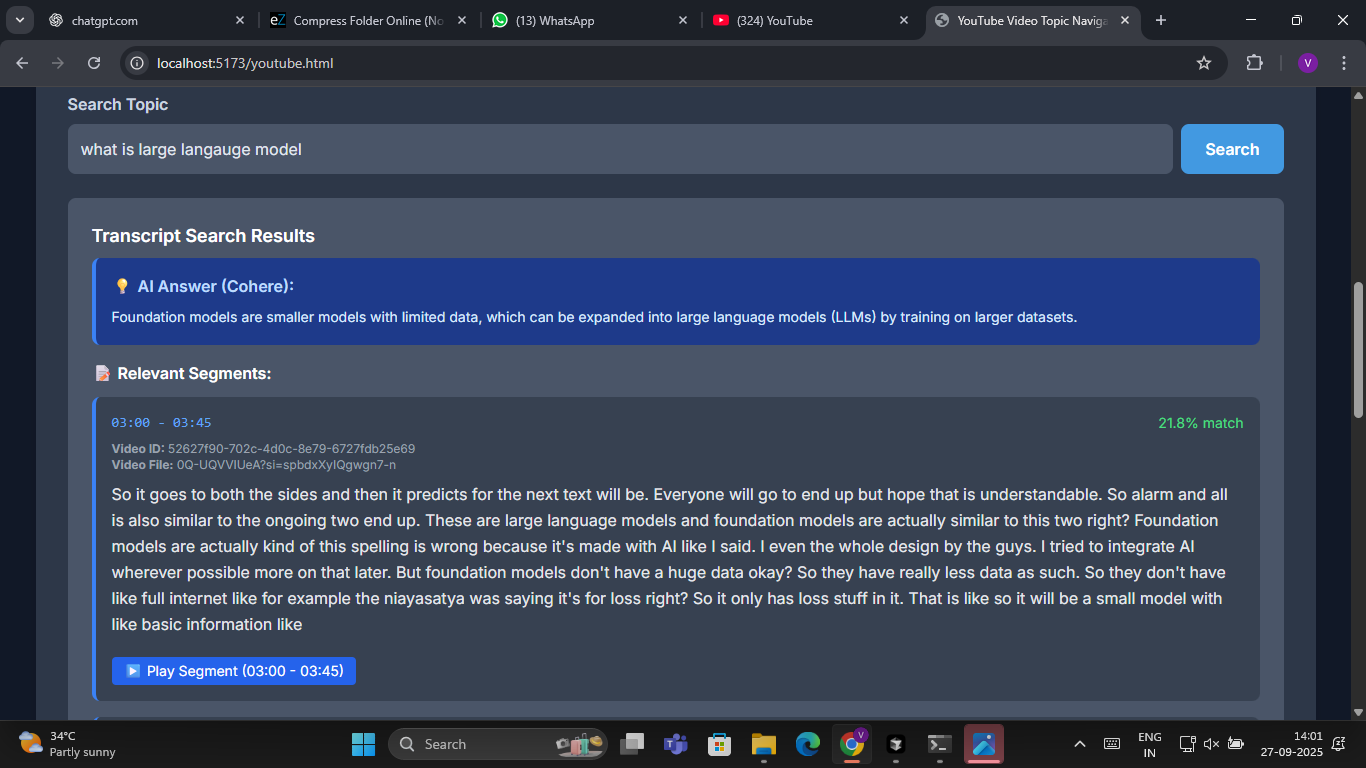 chatgpt.com
Compress Folder Online (No
(13) WhatsApp
(324) YouTube
YouTube Video Topic Naviga
localhost:5173/youtube.html
V
Search Topic
what is large langauge model
Search
Transcript Search Results
💡 AI Answer (Cohere):
Foundation models are smaller models with limited data, which can be expanded into large language models (LLMs) by training on larger datasets.
📝 Relevant Segments:
03:00 - 03:45
21.8% match
Video ID: 52627f90-702c-4d0c-8e79-6727fdb25e69
Video File: 0Q-UQVVIUeA?si=spbdxXyIQgwgn7-n
So it goes to both the sides and then it predicts for the next text will be. Everyone will go to end up but hope that is understandable. So alarm and all
is also similar to the ongoing two end up. These are large language models and foundation models are actually similar to this two right? Foundation
models are actually kind of this spelling is wrong because it's made with AI like I said. I even the whole design by the guys. I tried to integrate AI
wherever possible more on that later. But foundation models don't have a huge data okay? So they have really less data as such. So they don't have
like full internet like for example the niayasatya was saying it's for loss right? So it only has loss stuff in it. That is like so it will be a small model with
like basic information like
▶ Play Segment (03:00 - 03:45)
34°C
Partly sunny
Search
V
ENG
IN
14:01
27-09-2025